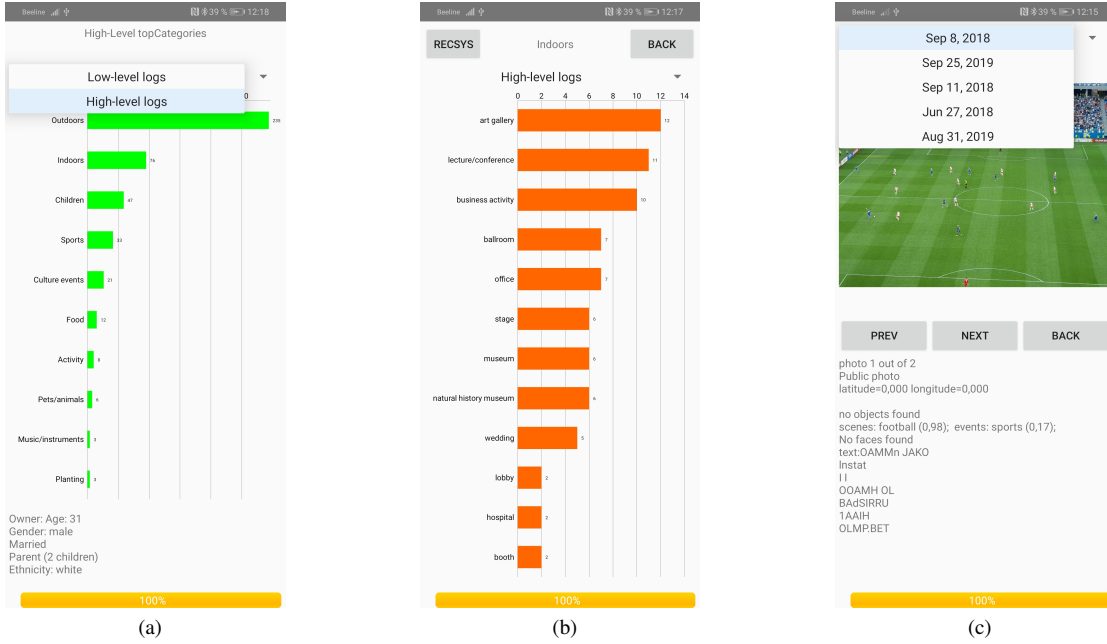 Beeline 39 % 12:18
High-Level topCategories
Low-level logs
High-level logs
0
Outdoors 235
Indoors 76
Children 47
Sports 33
Culture events 21
Food 12
Activity 8
Pets/animals 6
Music/instruments 3
Planting 3
Owner: Age: 31
Gender: male
Married
Parent (2 children)
Ethnicity: white
100%
(a)
Beeline 39 % 12:17
RECSYS Indoors BACK
High-level logs
0 2 4 6 8 10 12 14
art gallery 12
lecture/conference 11
business activity 10
ballroom 7
office 7
stage 6
museum 6
natural history museum 6
wedding 5
lobby 2
hospital 2
booth 2
100%
(b)
Beeline 39 % 12:15
Sep 8, 2018
Sep 25, 2019
Sep 11, 2018
Jun 27, 2018
Aug 31, 2019
PREV NEXT BACK
photo 1 out of 2
Public photo
latitude=0,000 longitude=0,000
no objects found
scenes: football (0,98); events: sports (0,17);
No faces found
text:OAMMn JAKO
Instat
I I
OOAMH OL
BAdSIRRU
1AAIH
OLMP.BET
100%
(c)